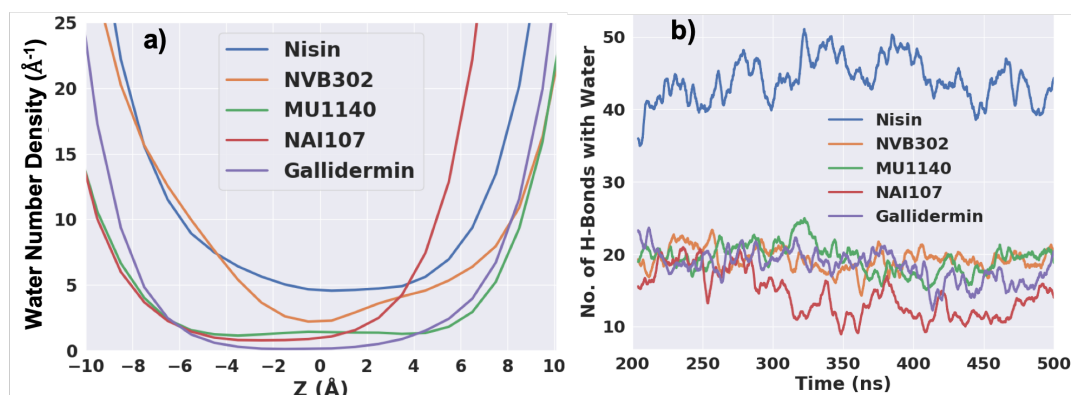 a)
Water Number Density (Å⁻¹)
25
20
15
10
5
0
Nisin
NVB302
MU1140
NAI107
Gallidermin
−10 −8 −6 −4 −2 0 2 4 6 8 10
Z (Å)
b)
No. of H-Bonds with Water
50
40
30
20
10
Nisin
NVB302
MU1140
NAI107
Gallidermin
200 250 300 350 400 450 500
Time (ns)